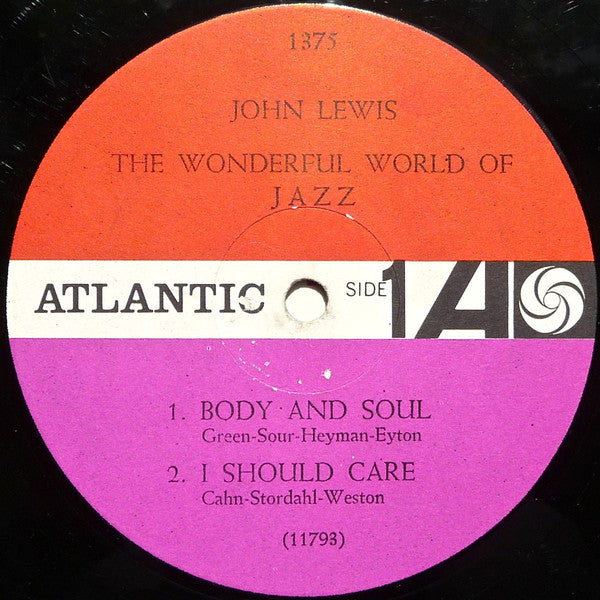 1375
JOHN LEWIS
THE WONDERFUL WORLD OF
JAZZ
ATLANTIC SIDE 1 A
1. BODY AND SOUL
Green-Sour-Heyman-Eyton
2. I SHOULD CARE
Cahn-Stordahl-Weston
(11793)